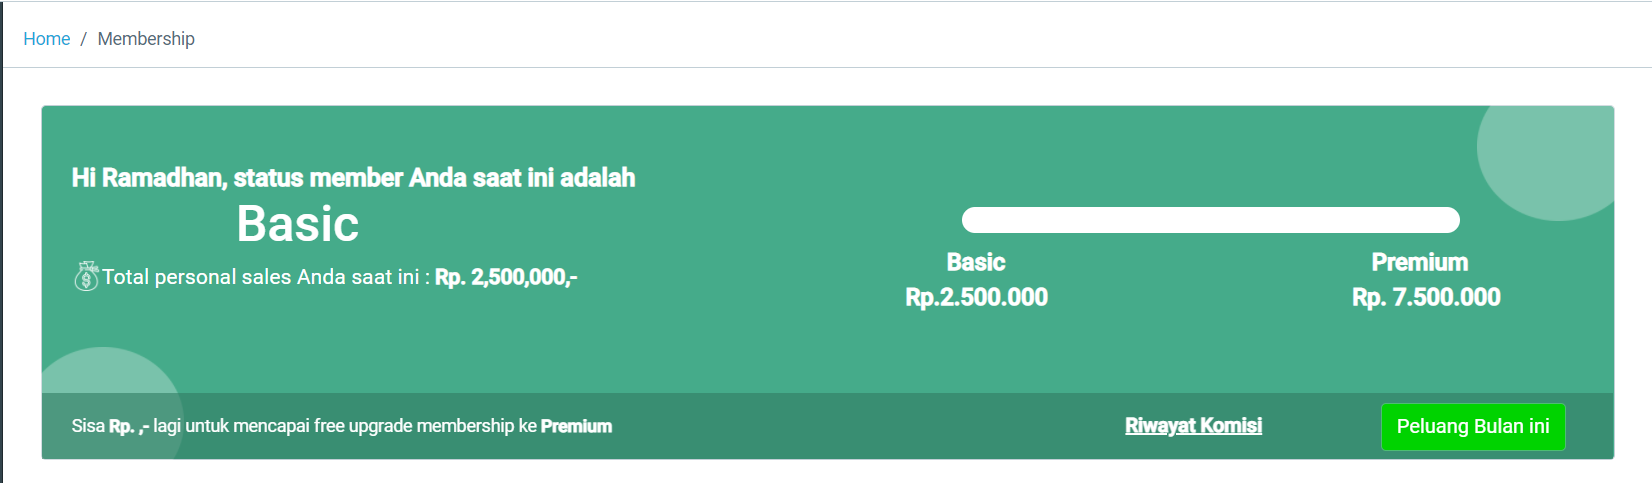 Home / Membership
Hi Ramadhan, status member Anda saat ini adalah
Basic
Total personal sales Anda saat ini : Rp. 2,500,000,-
Basic
Rp.2.500.000
Premium
Rp. 7.500.000
Sisa Rp. ,- lagi untuk mencapai free upgrade membership ke Premium
Riwayat Komisi
Peluang Bulan ini